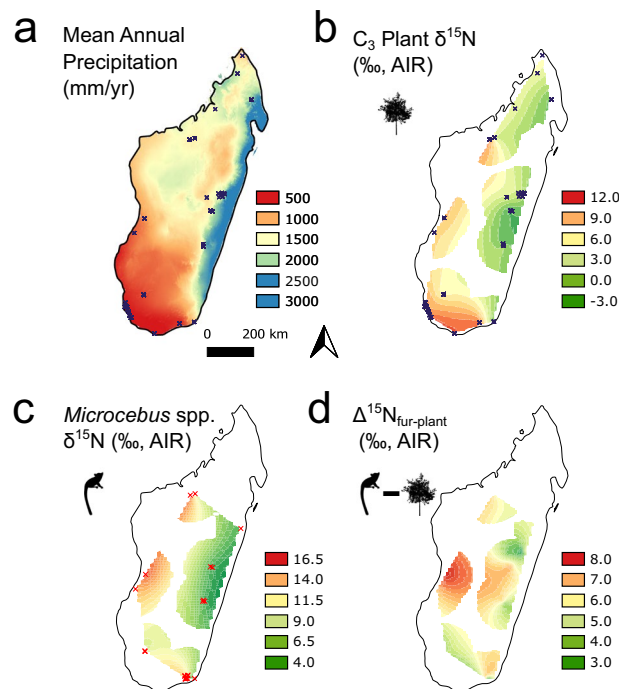 a
Mean Annual
Precipitation
(mm/yr)
500
1000
1500
2000
2500
3000
0 200 km
b
C₃ Plant δ¹⁵N
(‰, AIR)
12.0
9.0
6.0
3.0
0.0
-3.0
c
Microcebus spp.
δ¹⁵N (‰, AIR)
16.5
14.0
11.5
9.0
6.5
4.0
d
Δ¹⁵Nfur-plant
(‰, AIR)
8.0
7.0
6.0
5.0
4.0
3.0